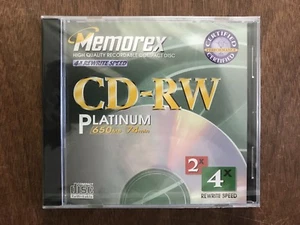 Memorex
HIGH QUALITY RECORDABLE COMPACT DISC
4X REWRITE SPEED
CERTIFIED
CERTIFIED
CD-RW
PLATINUM
650MB 74min
2x
4x
REWRITE SPEED